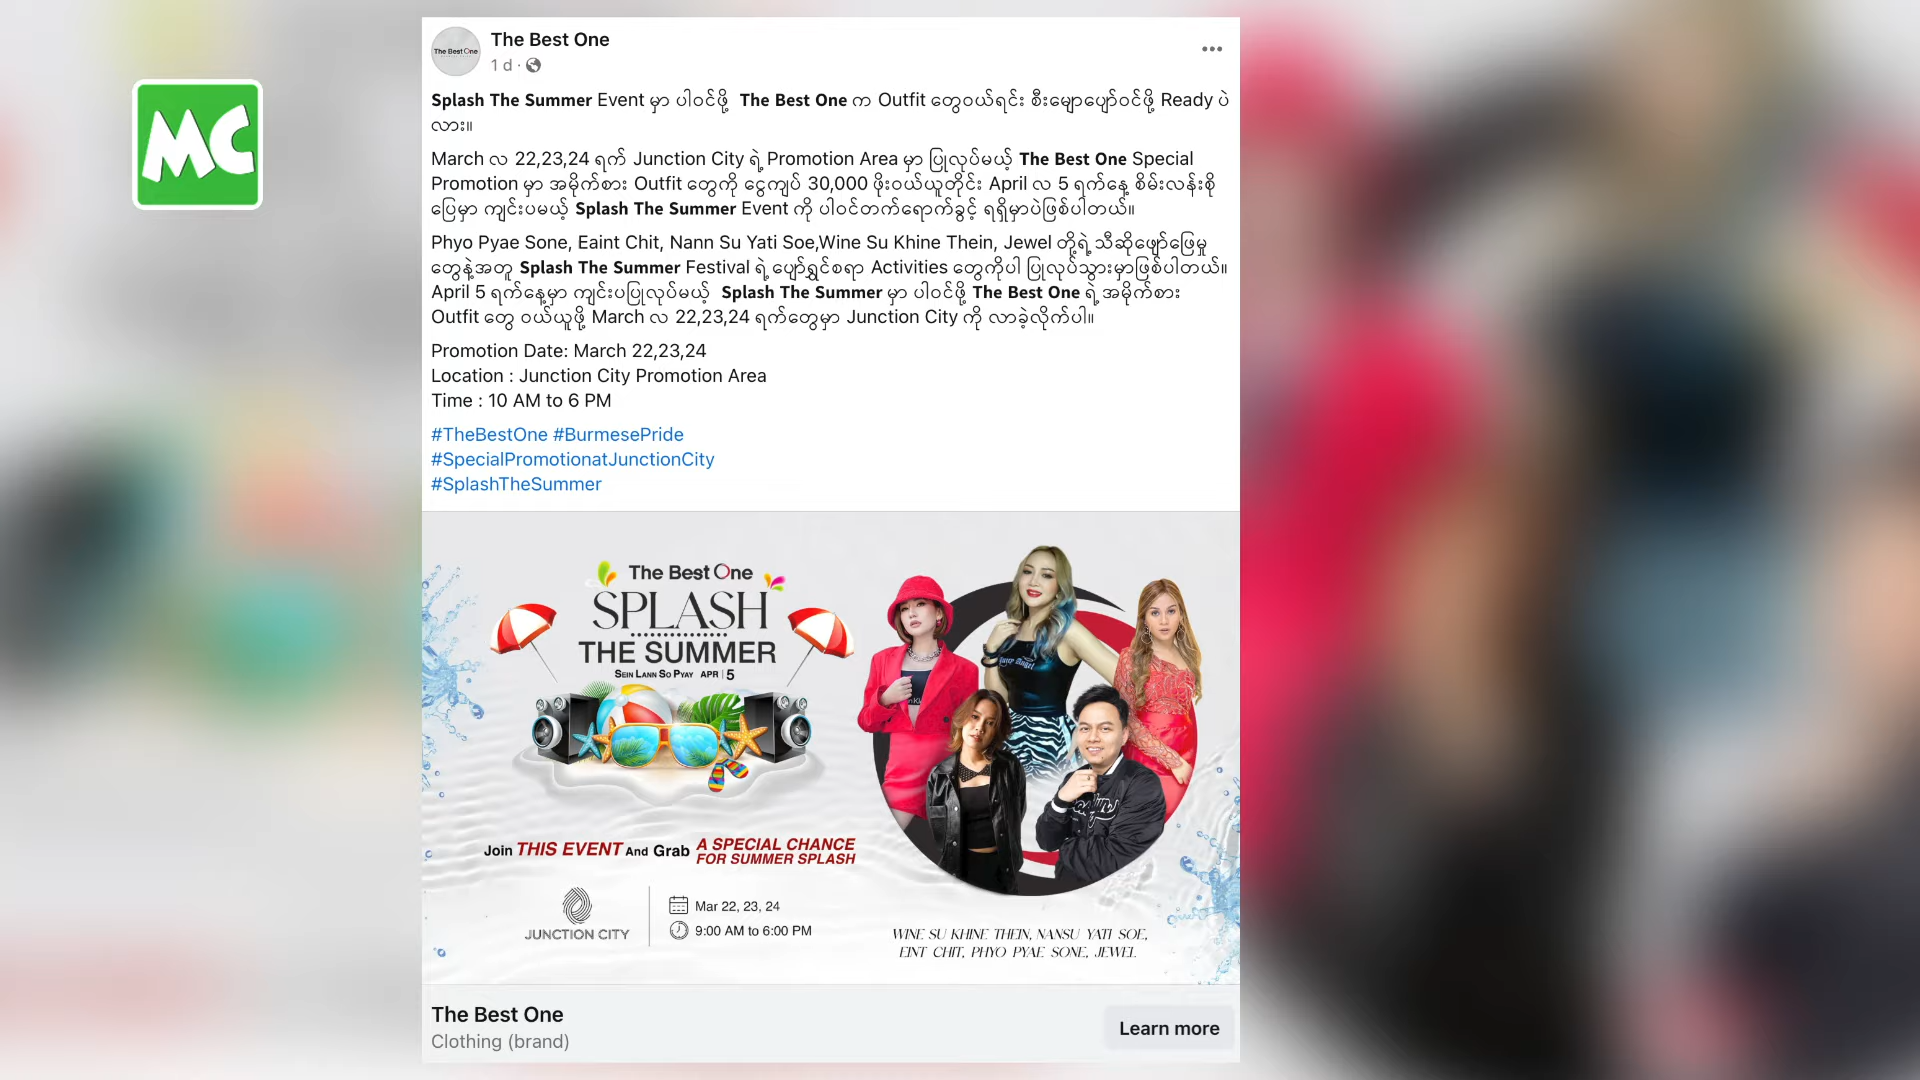 MC
The Best One
The Best One
1 d ·
Splash The Summer Event မှာ ပါဝင်ဖို့ The Best One က Outfit တွေဝယ်ရင်း စီးမျောပျော်ဝင်ဖို့ Ready ပဲ
လား။
March လ 22,23,24 ရက် Junction City ရဲ့ Promotion Area မှာ ပြုလုပ်မယ့် The Best One Special
Promotion မှာ အမိုက်စား Outfit တွေကို ငွေကျပ် 30,000 ဖိုးဝယ်ယူတိုင်း April လ 5 ရက်နေ့ စိမ်းလန်းစို
ပြေမှာ ကျင်းပမယ့် Splash The Summer Event ကို ပါဝင်တက်ရောက်ခွင့် ရရှိမှာပဲဖြစ်ပါတယ်။
Phyo Pyae Sone, Eaint Chit, Nann Su Yati Soe,Wine Su Khine Thein, Jewel တို့ရဲ့ သီဆိုဖျော်ဖြေမှု
တွေနဲ့အတူ Splash The Summer Festival ရဲ့ ပျော်ရွှင်စရာ Activities တွေကိုပါ ပြုလုပ်သွားမှာဖြစ်ပါတယ်။
April 5 ရက်နေ့မှာ ကျင်းပပြုလုပ်မယ့် Splash The Summer မှာ ပါဝင်ဖို့ The Best One ရဲ့ အမိုက်စား
Outfit တွေ ဝယ်ယူဖို့ March လ 22,23,24 ရက်တွေမှာ Junction City ကို လာခဲ့လိုက်ပါ။
Promotion Date: March 22,23,24
Location : Junction City Promotion Area
Time : 10 AM to 6 PM
#TheBestOne #BurmesePride
#SpecialPromotionatJunctionCity
#SplashTheSummer
The Best One
SPLASH
THE SUMMER
SEIN LANN SO PYAY APR | 5
Join THIS EVENT And Grab A SPECIAL CHANCE
FOR SUMMER SPLASH
JUNCTION CITY
Mar 22, 23, 24
9:00 AM to 6:00 PM
WINE SU KHINE THEIN, NANSU YATI SOE,
EINT CHIT, PHYO PYAE SONE, JEWEL
The Best One
Clothing (brand)
Learn more